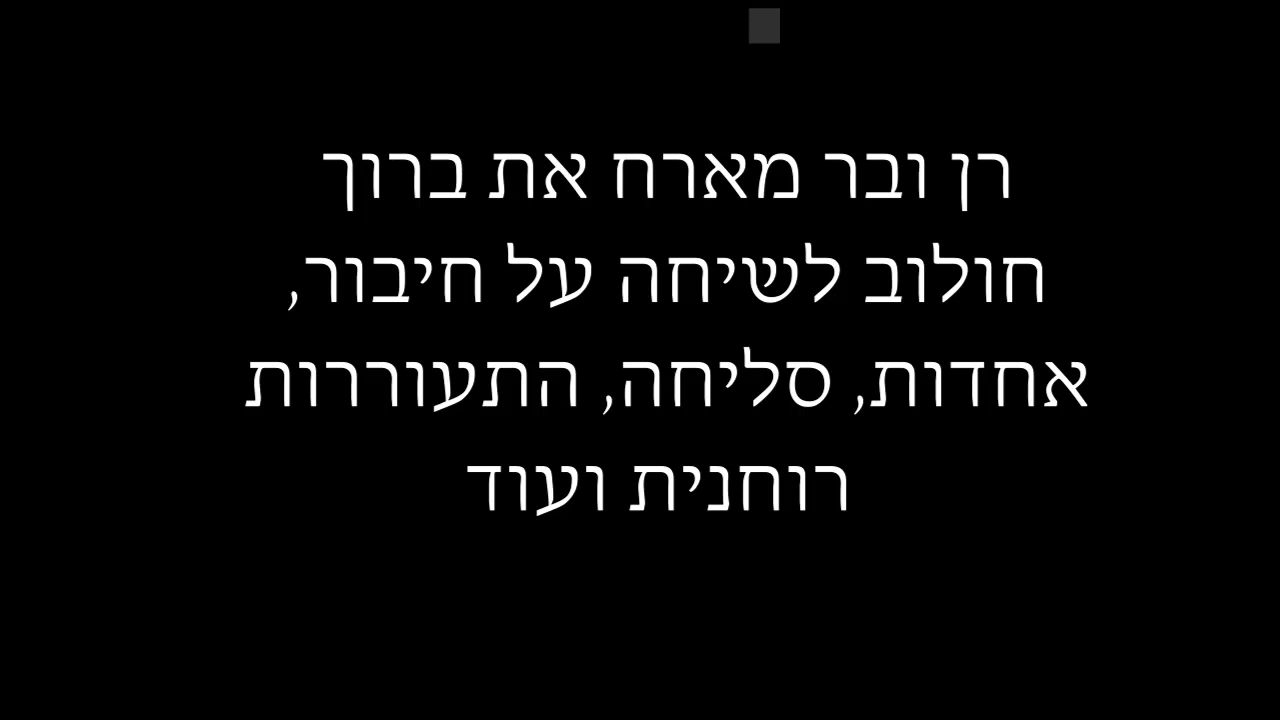 רן ובר מארח את ברוך
חולוב לשיחה על חיבור,
אחדות, סליחה, התעוררות
רוחנית ועוד